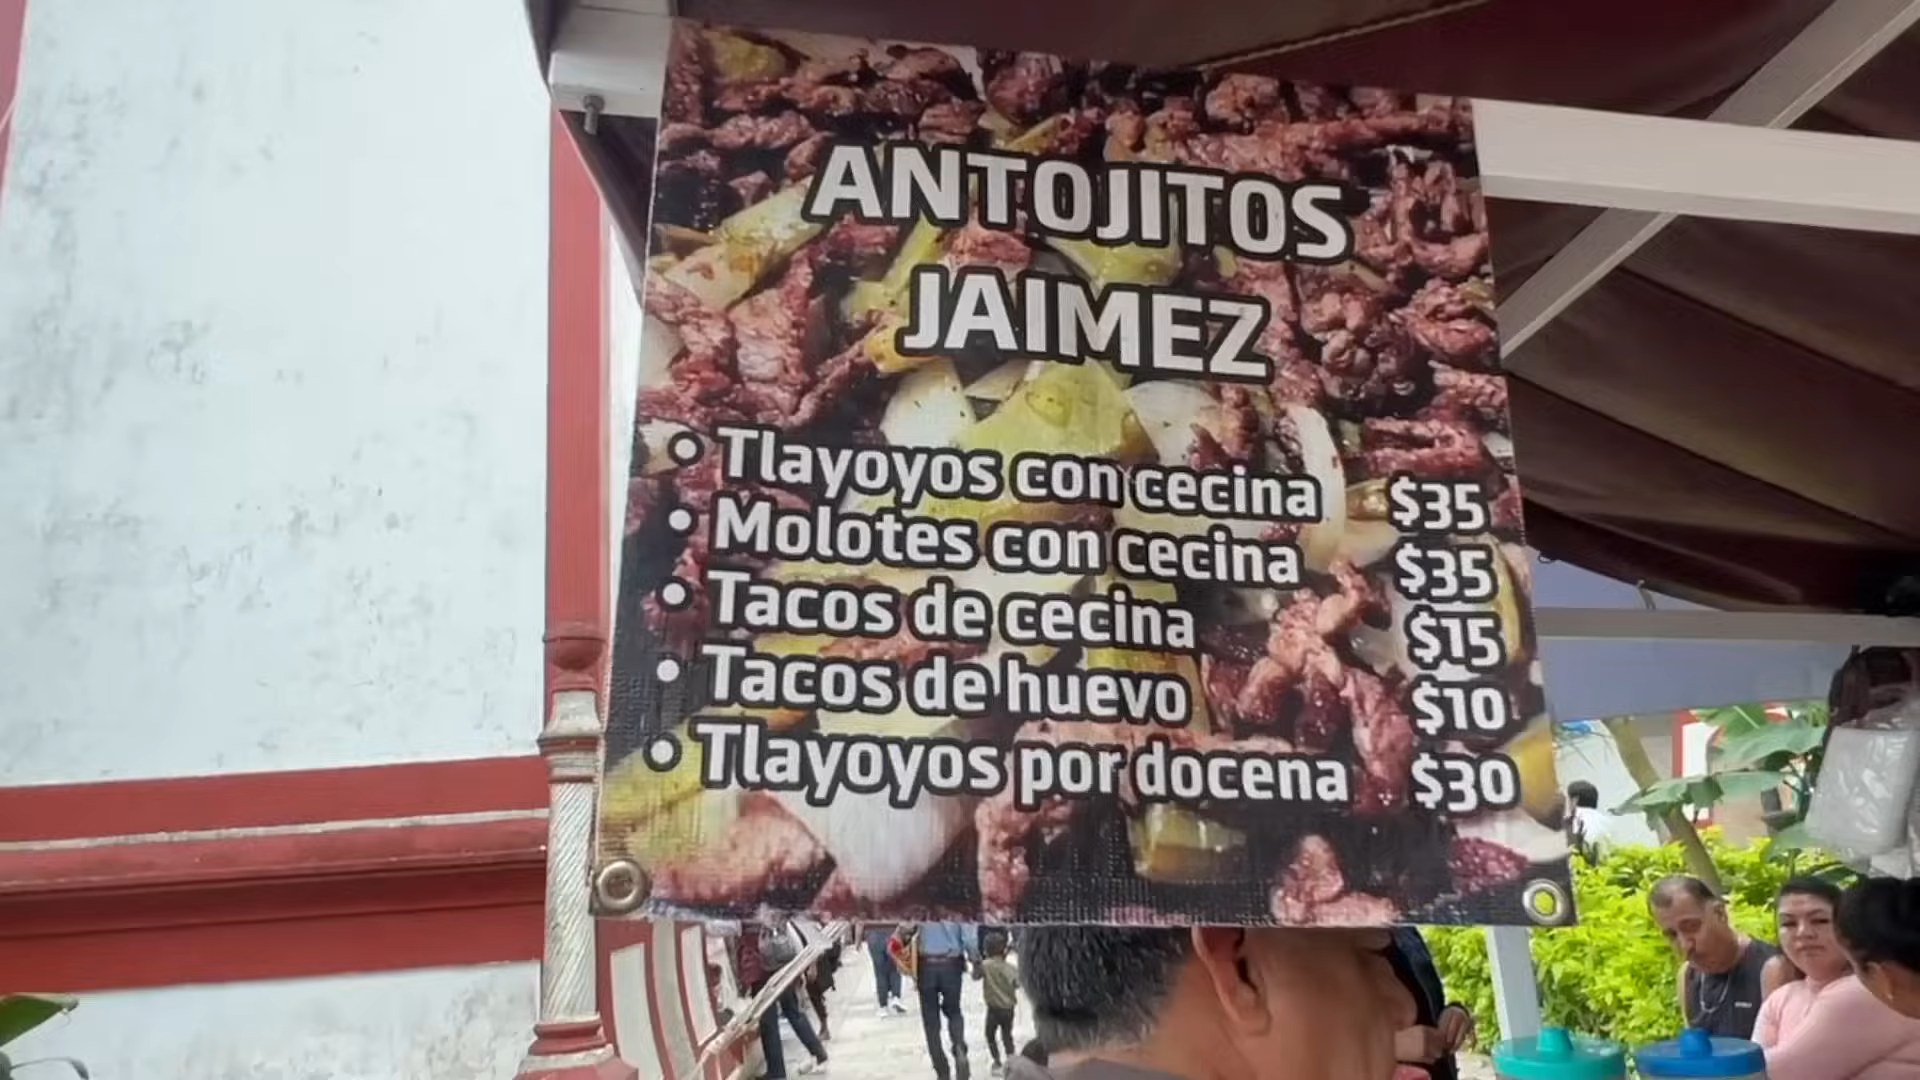 ANTOJITOS
JAIMEZ
• Tlayoyos con cecina $35
• Molotes con cecina $35
• Tacos de cecina $15
• Tacos de huevo $10
• Tlayoyos por docena $30